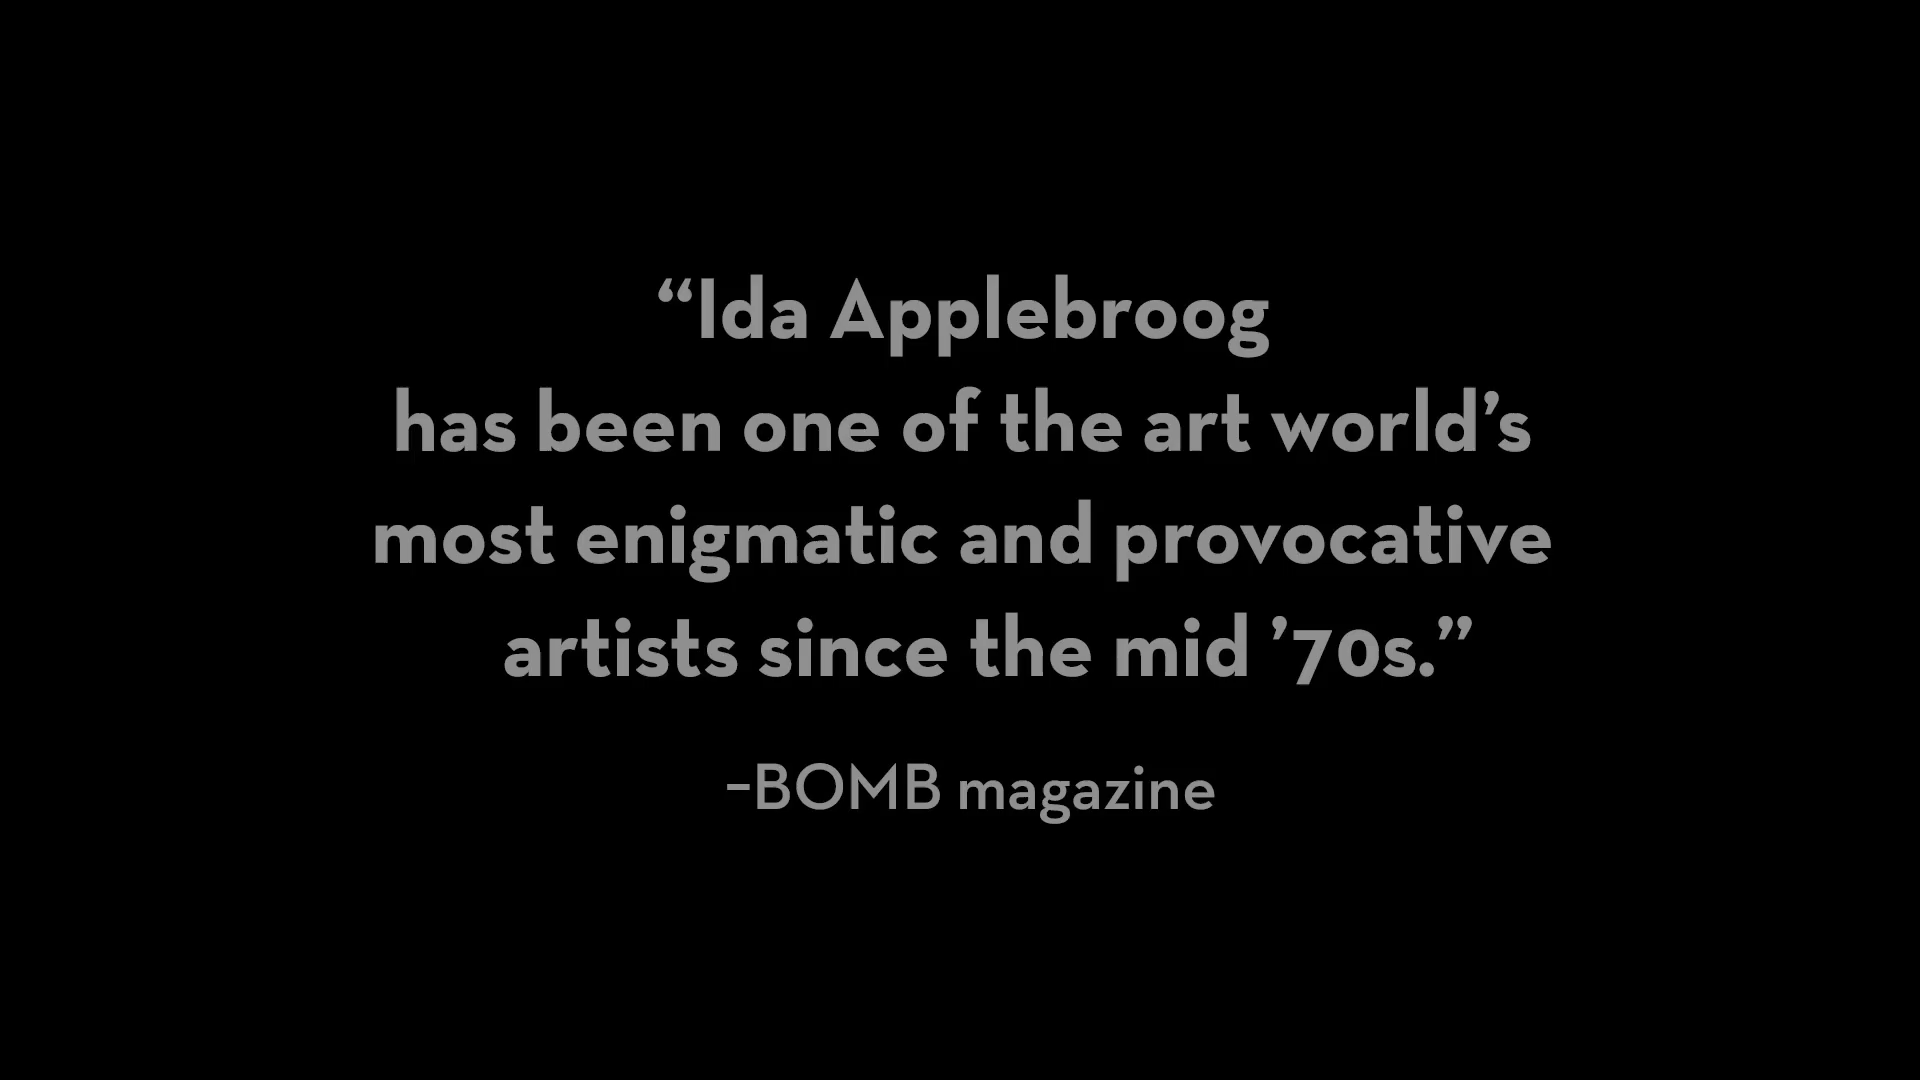 “Ida Applebroog
has been one of the art world’s
most enigmatic and provocative
artists since the mid ’70s.”
–BOMB magazine